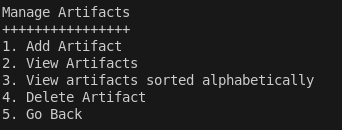 Manage Artifacts
++++++++++++++++
1. Add Artifact
2. View Artifacts
3. View artifacts sorted alphabetically
4. Delete Artifact
5. Go Back